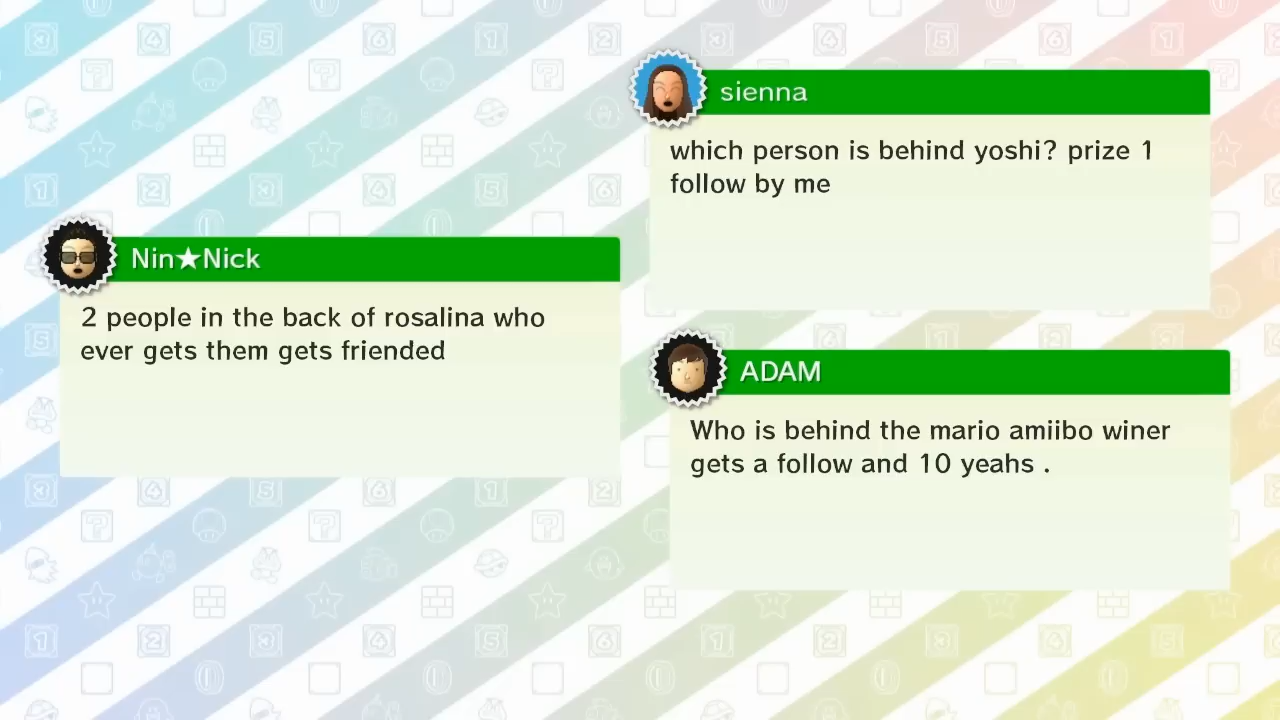 sienna
which person is behind yoshi? prize 1
follow by me
Nin★Nick
2 people in the back of rosalina who
ever gets them gets friended
ADAM
Who is behind the mario amiibo winer
gets a follow and 10 yeahs .